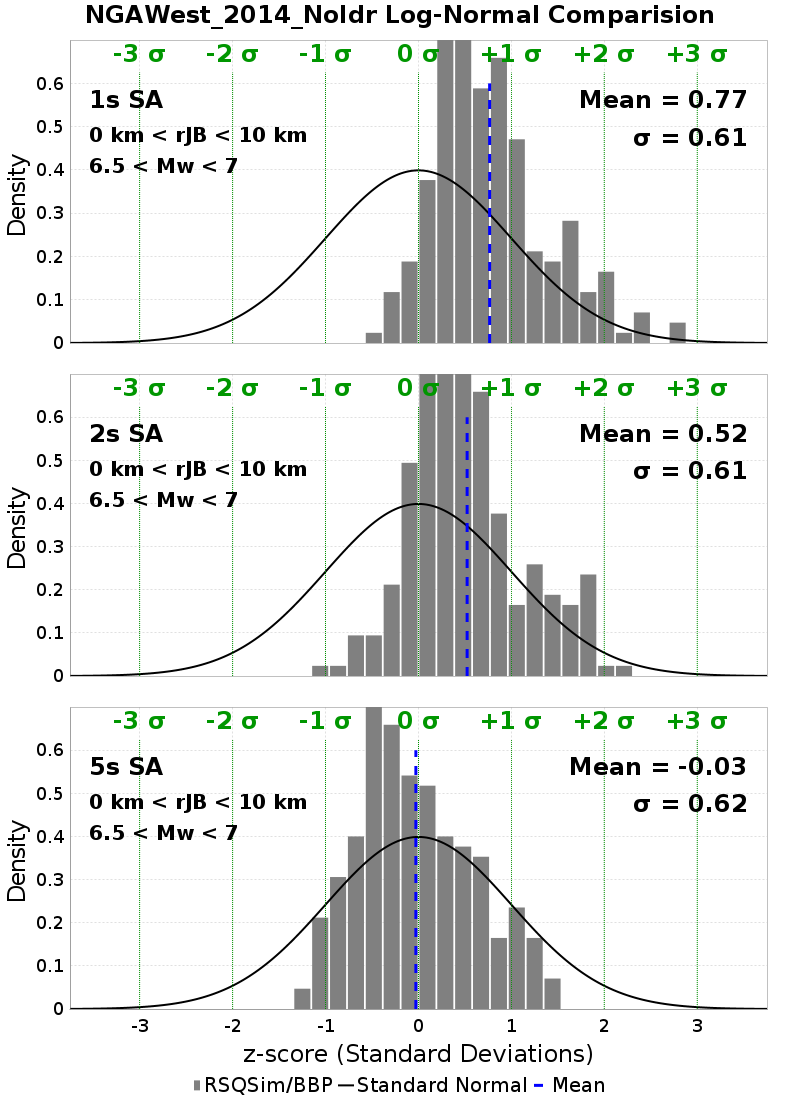 NGAWest_2014_NoIdr Log-Normal Comparision
-3 σ -2 σ -1 σ 0 σ +1 σ +2 σ +3 σ
1s SA
Mean = 0.77
0 km < rJB < 10 km
σ = 0.61
6.5 < Mw < 7
Density
0.6
0.5
0.4
0.3
0.2
0.1
0
-3 σ -2 σ -1 σ 0 σ +1 σ +2 σ +3 σ
2s SA
Mean = 0.52
0 km < rJB < 10 km
σ = 0.61
6.5 < Mw < 7
Density
0.6
0.5
0.4
0.3
0.2
0.1
0
-3 σ -2 σ -1 σ 0 σ +1 σ +2 σ +3 σ
5s SA
Mean = -0.03
0 km < rJB < 10 km
σ = 0.62
6.5 < Mw < 7
Density
0.6
0.5
0.4
0.3
0.2
0.1
0
-3 -2 -1 0 1 2 3
z-score (Standard Deviations)
RSQSim/BBP Standard Normal Mean